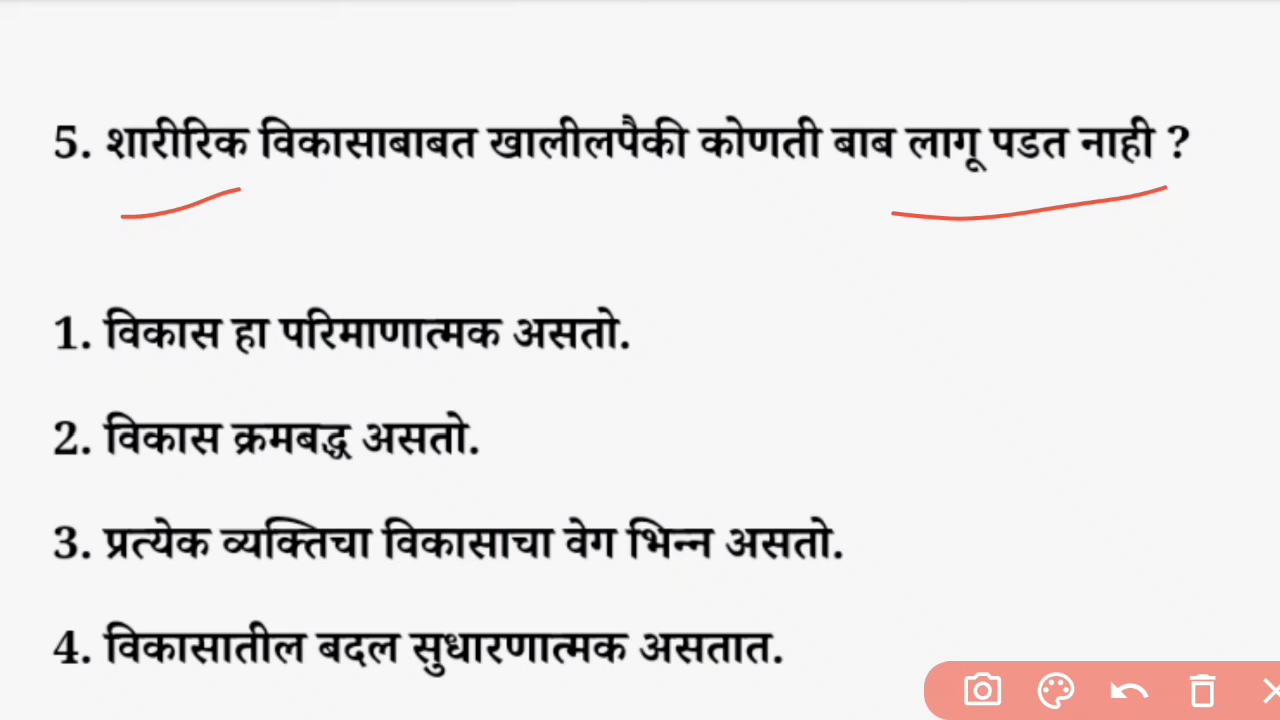 5. शारीरिक विकासाबाबत खालीलपैकी कोणती बाब लागू पडत नाही ?
1. विकास हा परिमाणात्मक असतो.
2. विकास क्रमबद्ध असतो.
3. प्रत्येक व्यक्तिचा विकासाचा वेग भिन्न असतो.
4. विकासातील बदल सुधारणात्मक असतात.